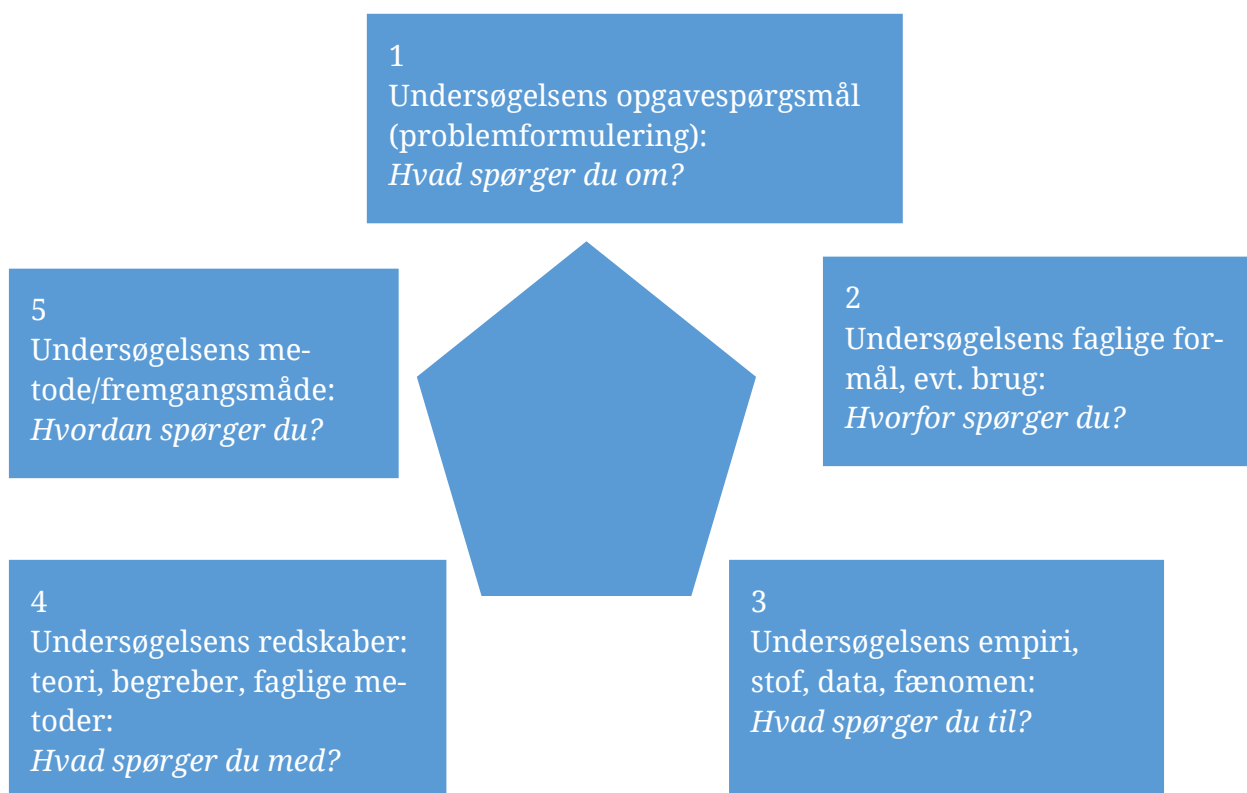 1
Undersøgelsens opgavespørgsmål
(problemformulering):
Hvad spørger du om?
2
Undersøgelsens faglige for-
mål, evt. brug:
Hvorfor spørger du?
3
Undersøgelsens empiri,
stof, data, fænomen:
Hvad spørger du til?
4
Undersøgelsens redskaber:
teori, begreber, faglige me-
toder:
Hvad spørger du med?
5
Undersøgelsens me-
tode/fremgangsmåde:
Hvordan spørger du?